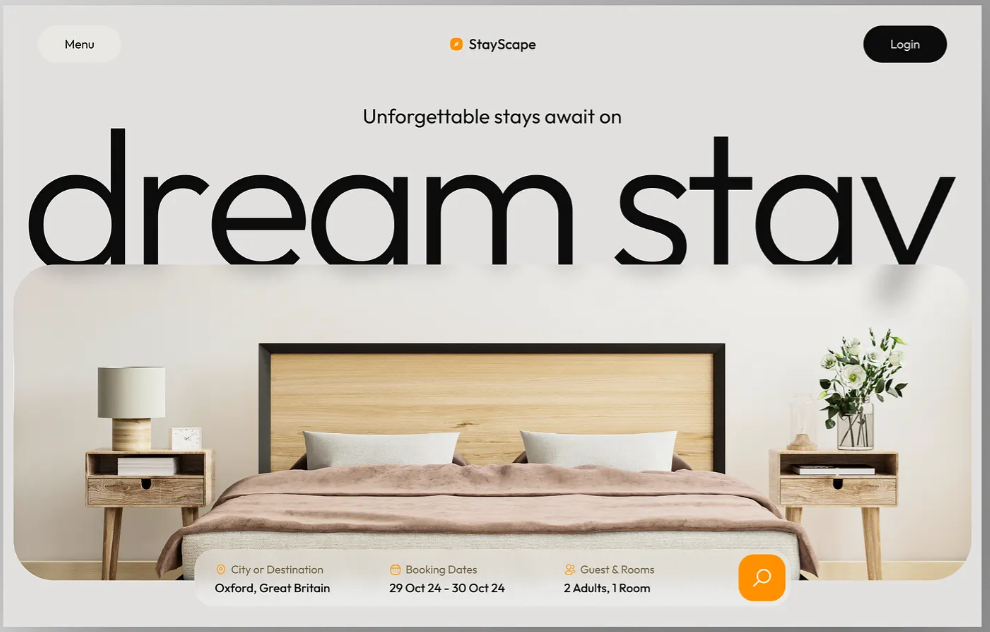 Menu
StayScape
Login
Unforgettable stays await on
dream stay
City or Destination
Booking Dates
Guest & Rooms
Oxford, Great Britain
29 Oct 24 - 30 Oct 24
2 Adults, 1 Room